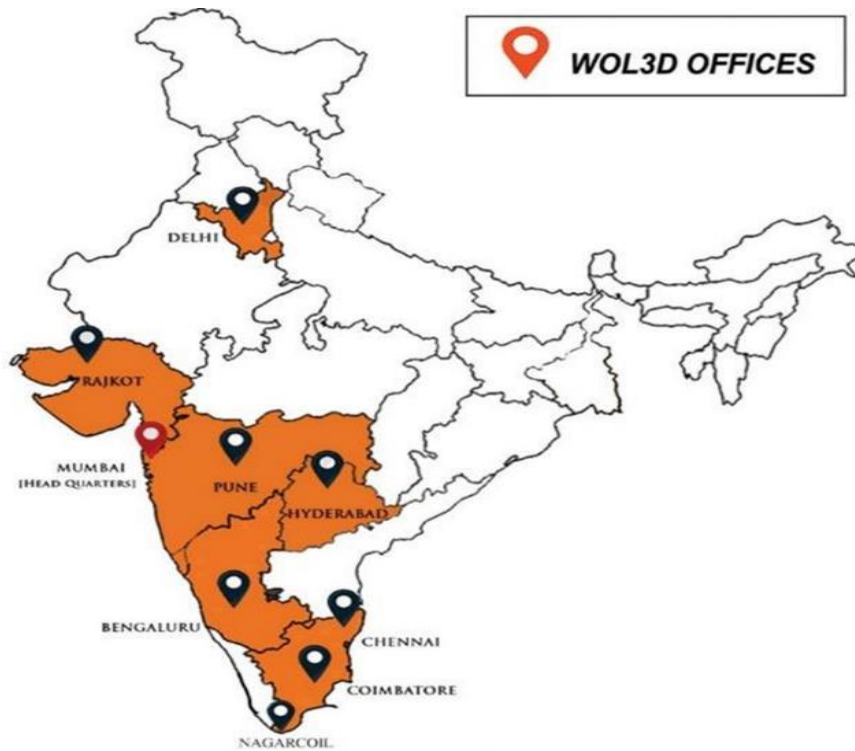 WOL3D OFFICES
DELHI
RAJKOT
MUMBAI
[HEAD QUARTERS]
PUNE
HYDERABAD
BENGALURU
CHENNAI
COIMBATORE
NAGARCOIL